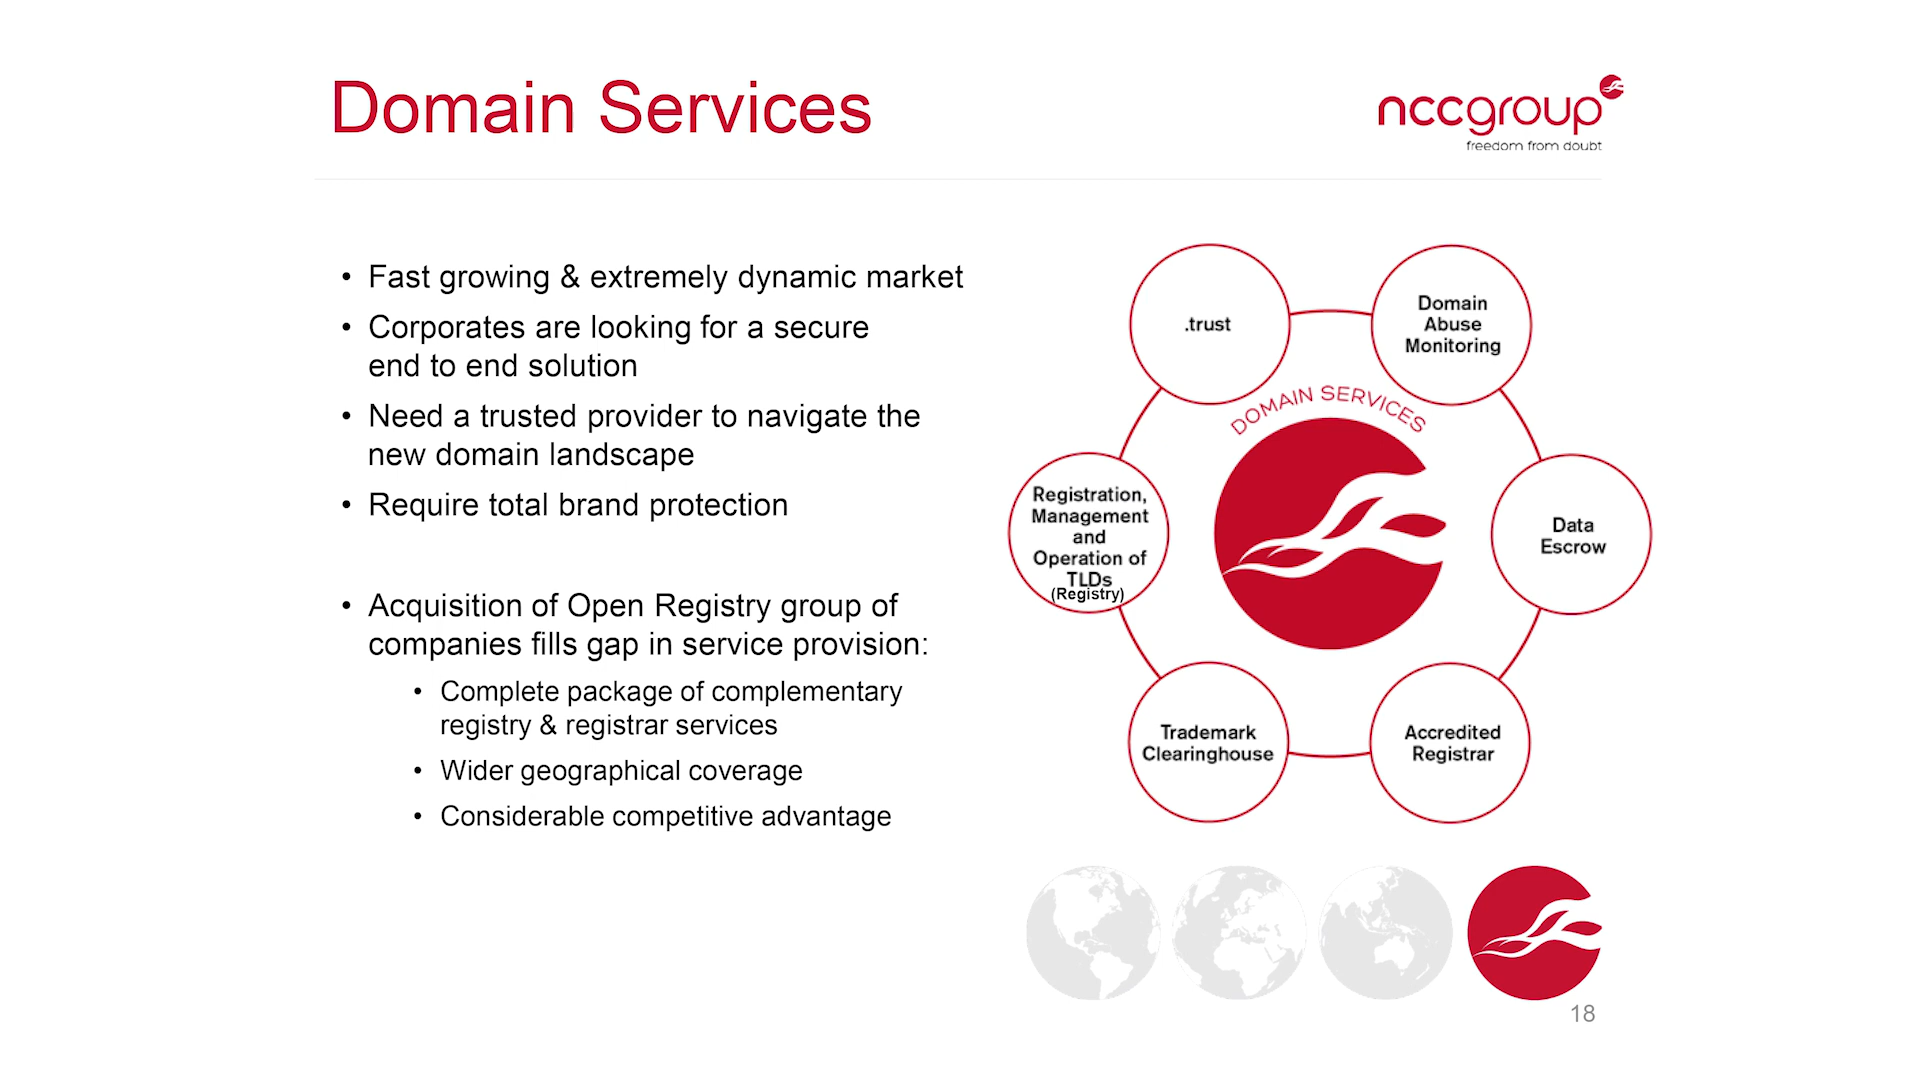 Domain Services
nccgroup
freedom from doubt
• Fast growing & extremely dynamic market
• Corporates are looking for a secure
end to end solution
• Need a trusted provider to navigate the
new domain landscape
• Require total brand protection
• Acquisition of Open Registry group of
companies fills gap in service provision:
• Complete package of complementary
registry & registrar services
• Wider geographical coverage
• Considerable competitive advantage
.trust
Domain
Abuse
Monitoring
DOMAIN SERVICES
Registration,
Management
and
Operation of
TLDs
(Registry)
Data
Escrow
Trademark
Clearinghouse
Accredited
Registrar
18